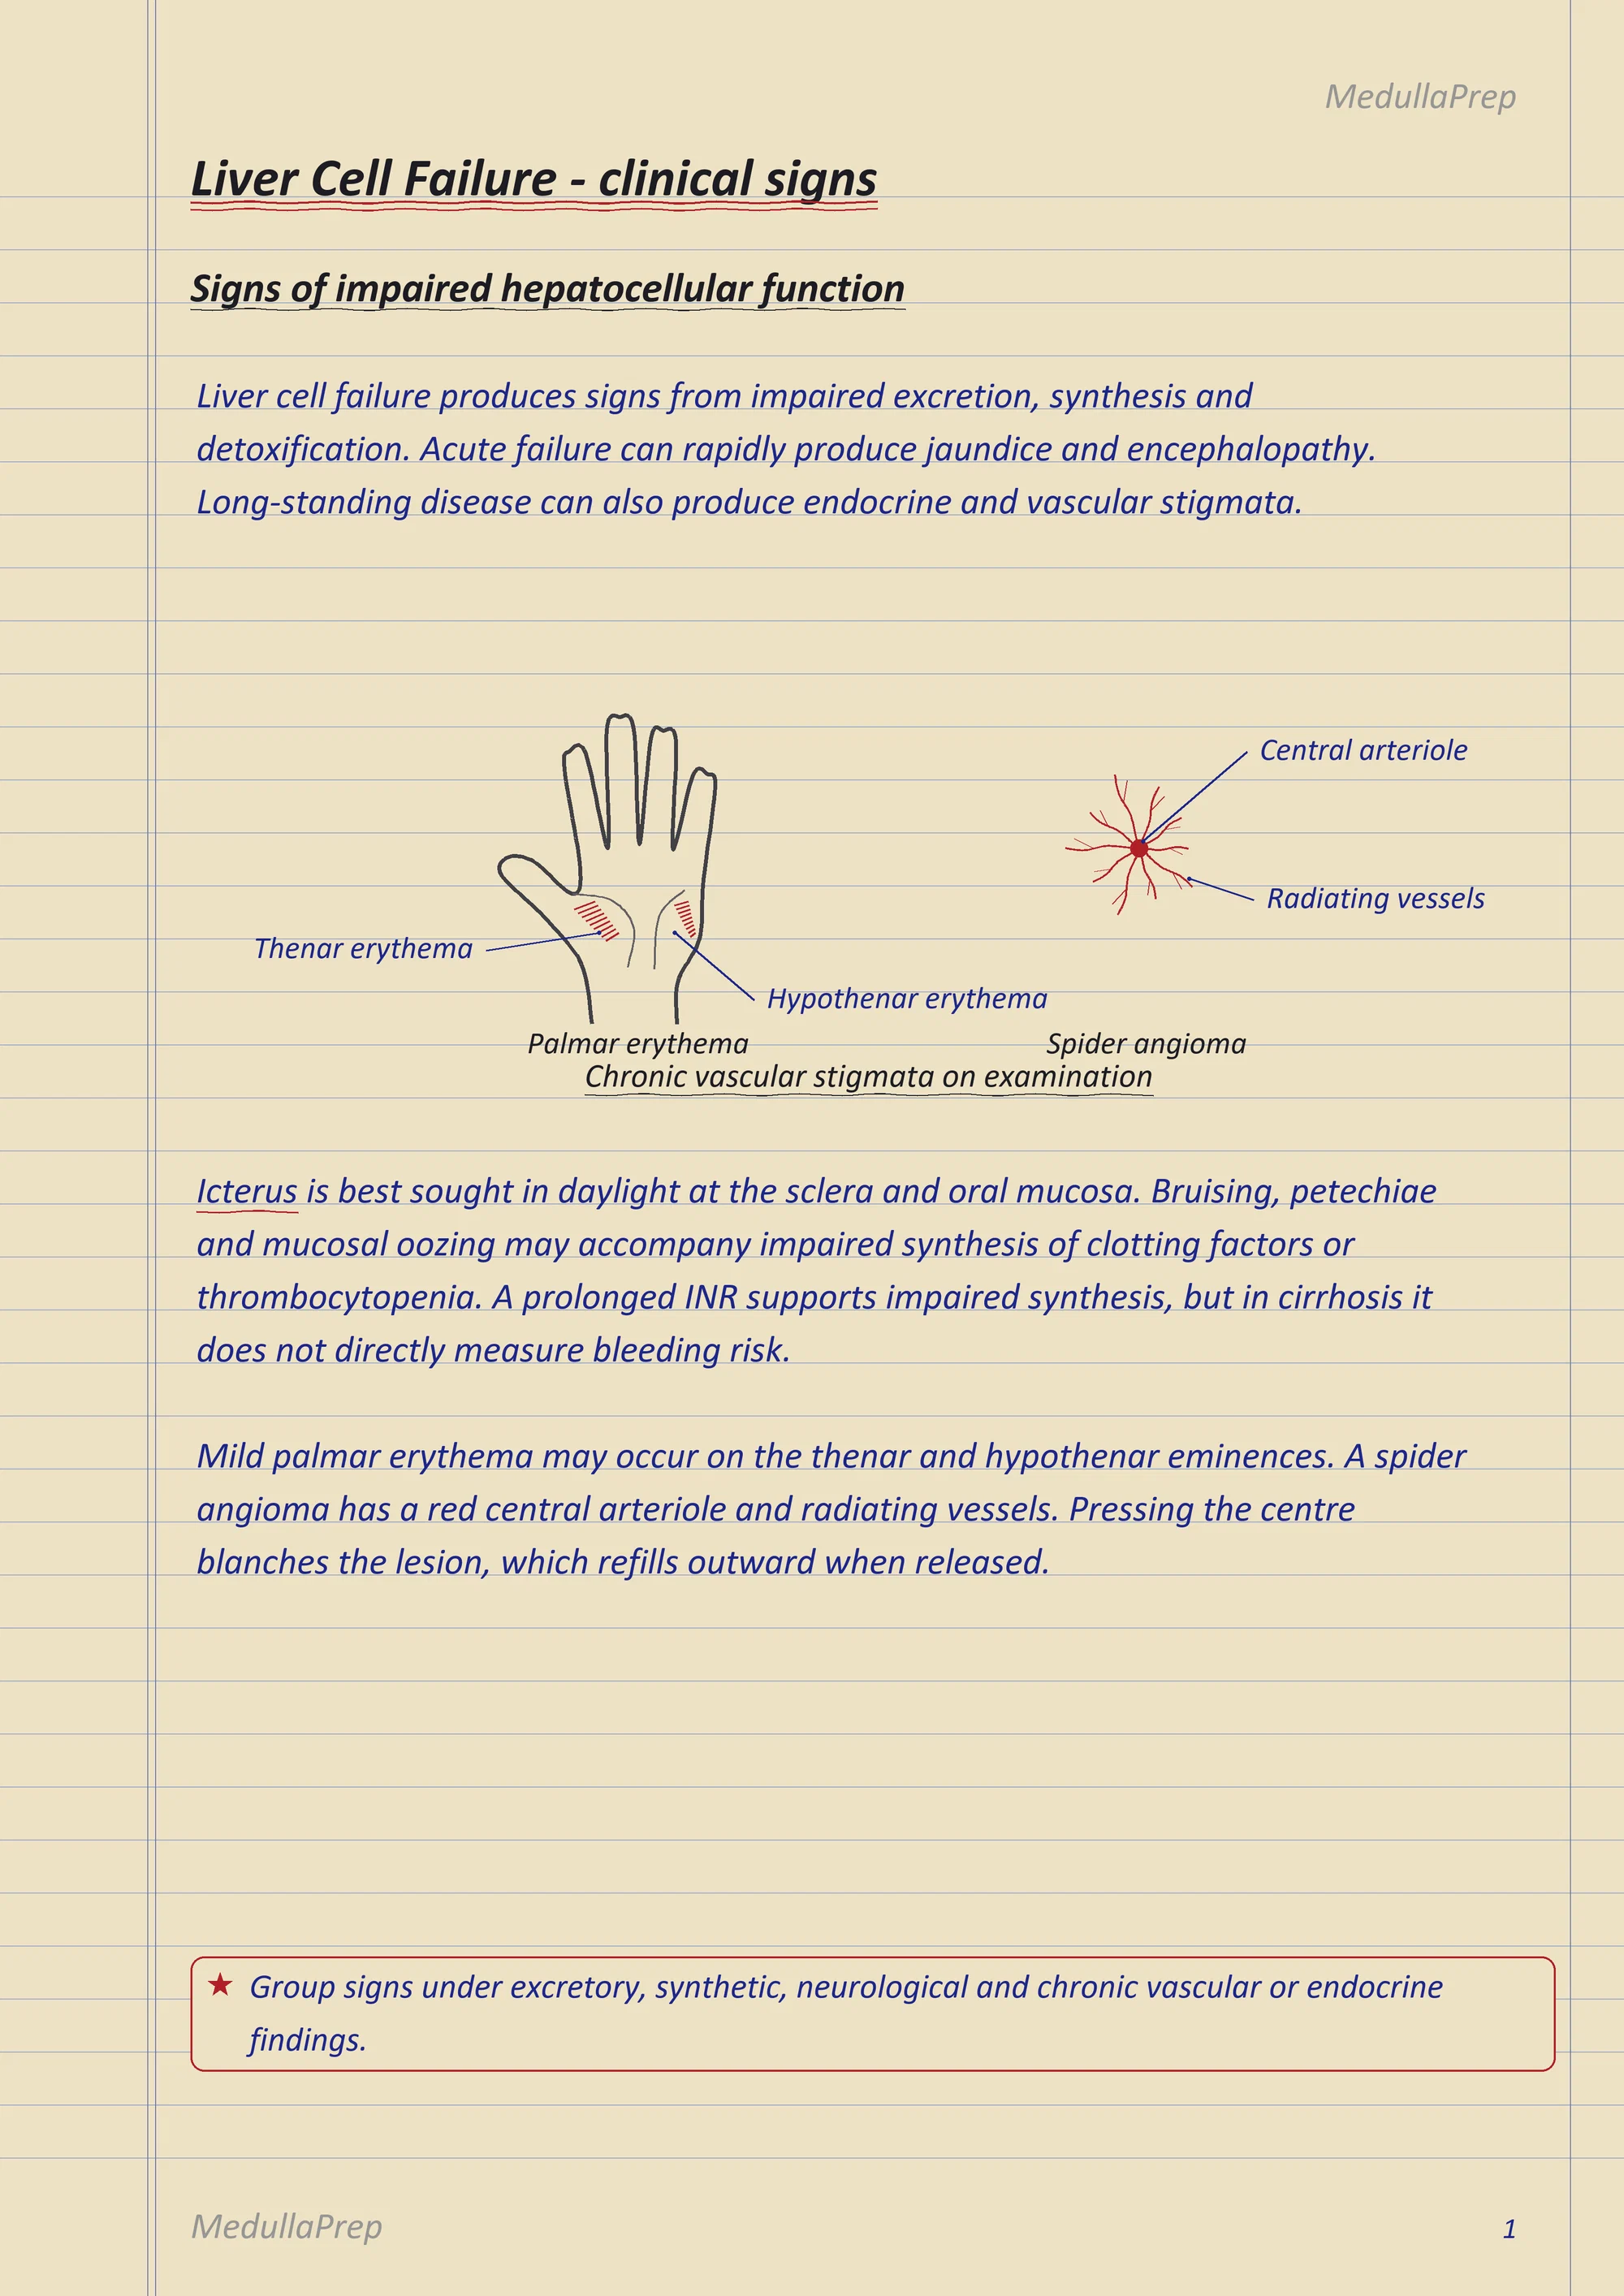 MedullaPrep
Liver Cell Failure - clinical signs
Signs of impaired hepatocellular function
Liver cell failure produces signs from impaired excretion, synthesis and
detoxification. Acute failure can rapidly produce jaundice and encephalopathy.
Long-standing disease can also produce endocrine and vascular stigmata.
Central arteriole
Radiating vessels
Thenar erythema
Hypothenar erythema
Palmar erythema
Spider angioma
Chronic vascular stigmata on examination
Icterus is best sought in daylight at the sclera and oral mucosa. Bruising, petechiae
and mucosal oozing may accompany impaired synthesis of clotting factors or
thrombocytopenia. A prolonged INR supports impaired synthesis, but in cirrhosis it
does not directly measure bleeding risk.
Mild palmar erythema may occur on the thenar and hypothenar eminences. A spider
angioma has a red central arteriole and radiating vessels. Pressing the centre
blanches the lesion, which refills outward when released.
★ Group signs under excretory, synthetic, neurological and chronic vascular or endocrine
findings.
MedullaPrep
1